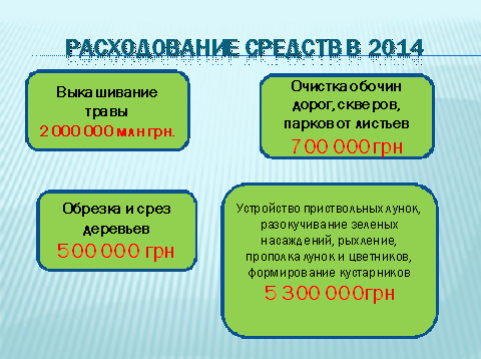 РАСХОДОВАНИЕ СРЕДСТВ В 2014
Выкашивание
травы
2 000 000 млн грн.
Очистка обочин
дорог, скверов,
парков от листьев
700 000 грн
Обрезка и срез
деревьев
500 000 грн
Устройство приствольных лунок,
разокучивание зеленых
насаждений, рыхление,
прополка лунок и цветников,
формирование кустарников
5 300 000грн